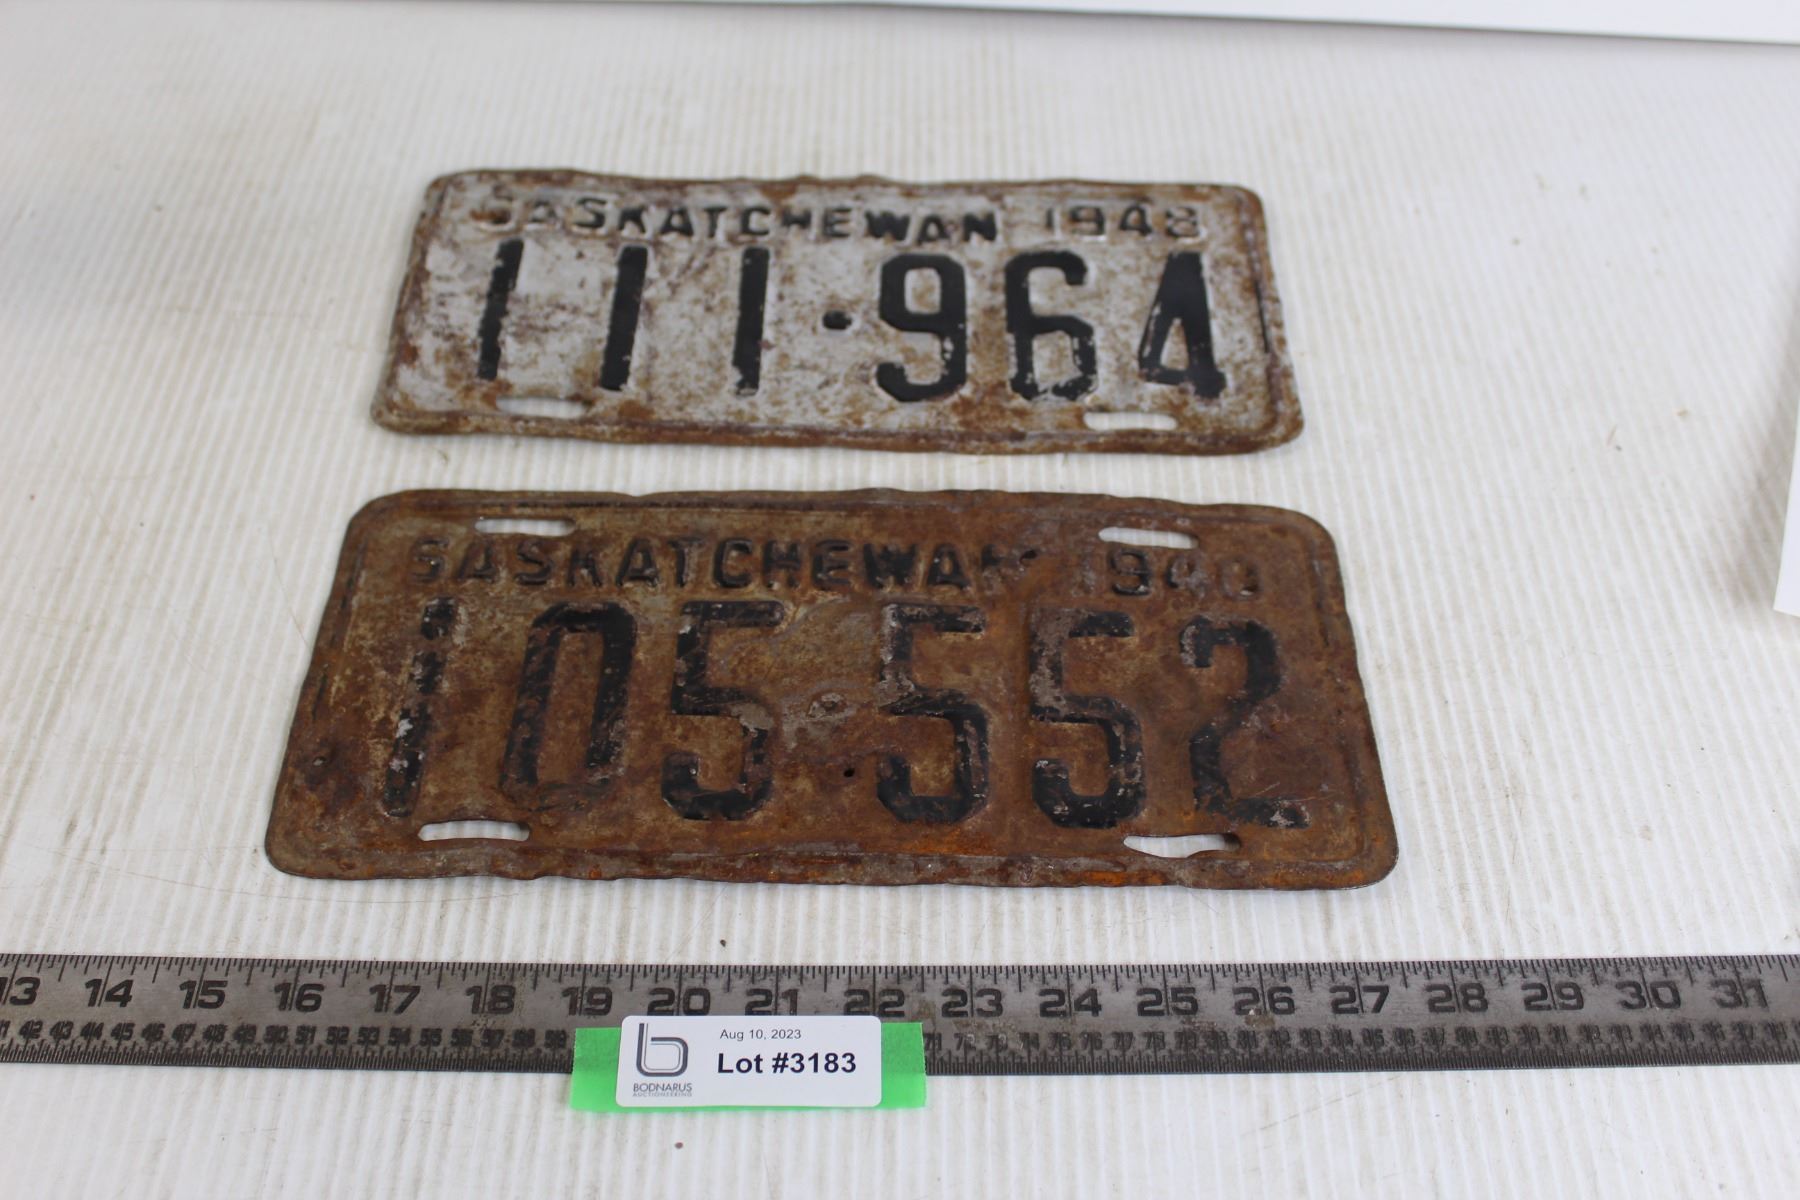 SASKATCHEWAN 1948
111·964
SASKATCHEWAN
105·552
13 14 15 16 17 18 19 20 21 22 23 24 25 26 27 28 29 30 31
Aug 10, 2023
Lot #3183
BODNARUS
AUCTIONEERING